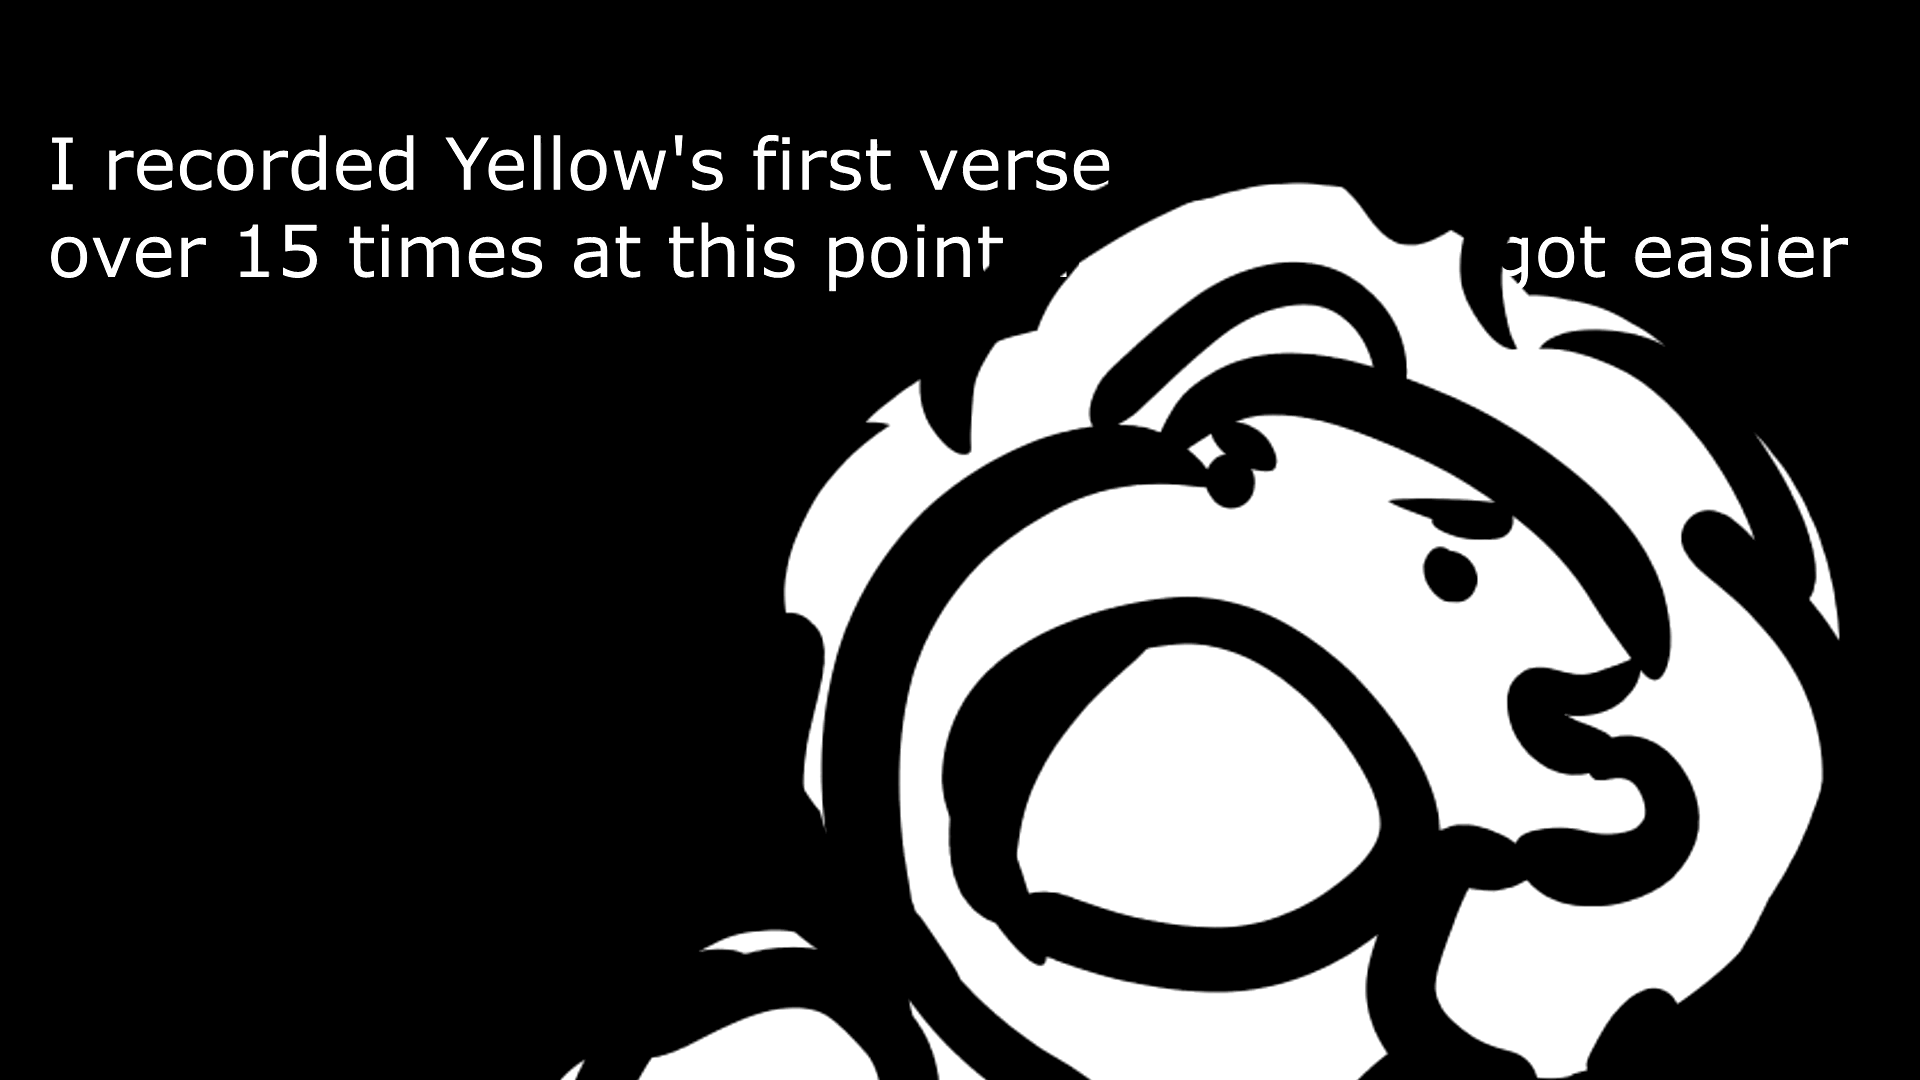 I recorded Yellow's first verse
over 15 times at this point got easier